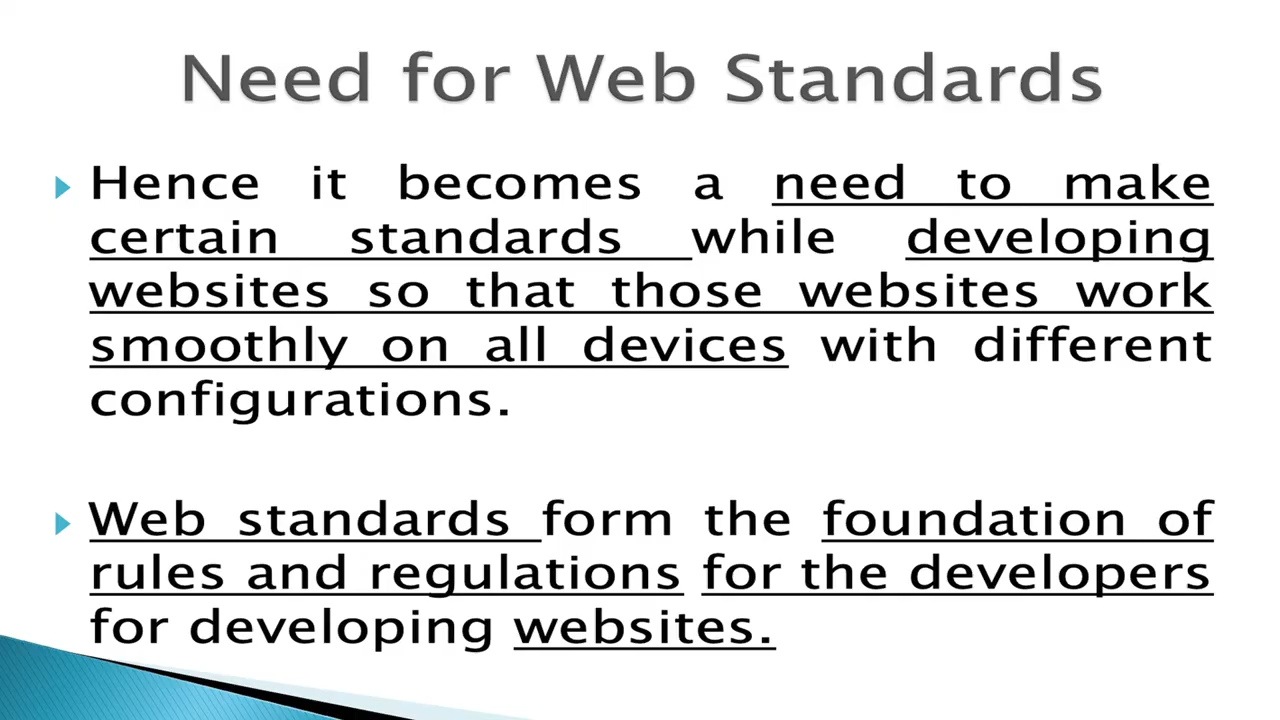 Need for Web Standards
Hence it becomes a need to make
certain standards while developing
websites so that those websites work
smoothly on all devices with different
configurations.
Web standards form the foundation of
rules and regulations for the developers
for developing websites.